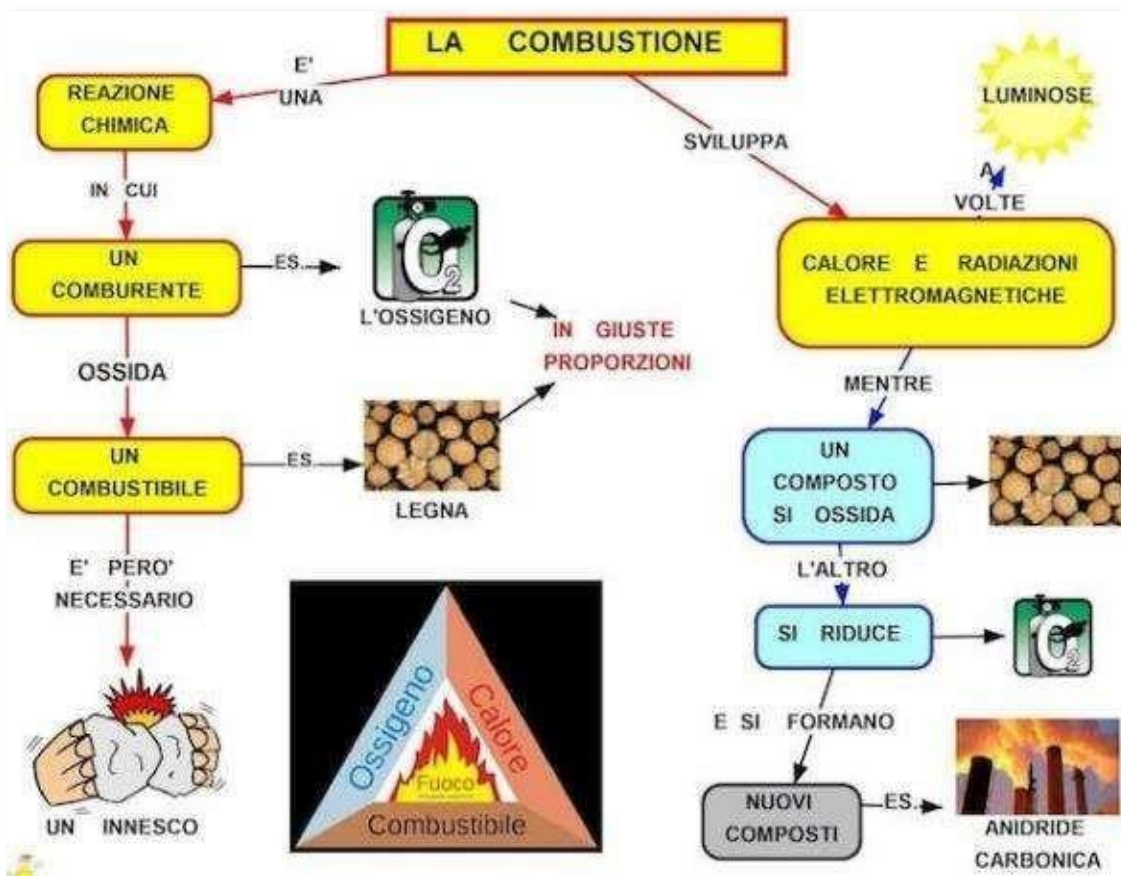 LA COMBUSTIONE
E'
UNA
REAZIONE
CHIMICA
IN CUI
UN
COMBURENTE
ES.
O2
L'OSSIGENO
OSSIDA
UN
COMBUSTIBILE
ES.
LEGNA
IN GIUSTE
PROPORZIONI
E' PERO'
NECESSARIO
UN INNESCO
Ossigeno
Calore
Fuoco
Combustibile
SVILUPPA
CALORE E RADIAZIONI
ELETTROMAGNETICHE
A
VOLTE
LUMINOSE
MENTRE
UN
COMPOSTO
SI OSSIDA
L'ALTRO
SI RIDUCE
O2
E SI FORMANO
NUOVI
COMPOSTI
ES.
ANIDRIDE
CARBONICA